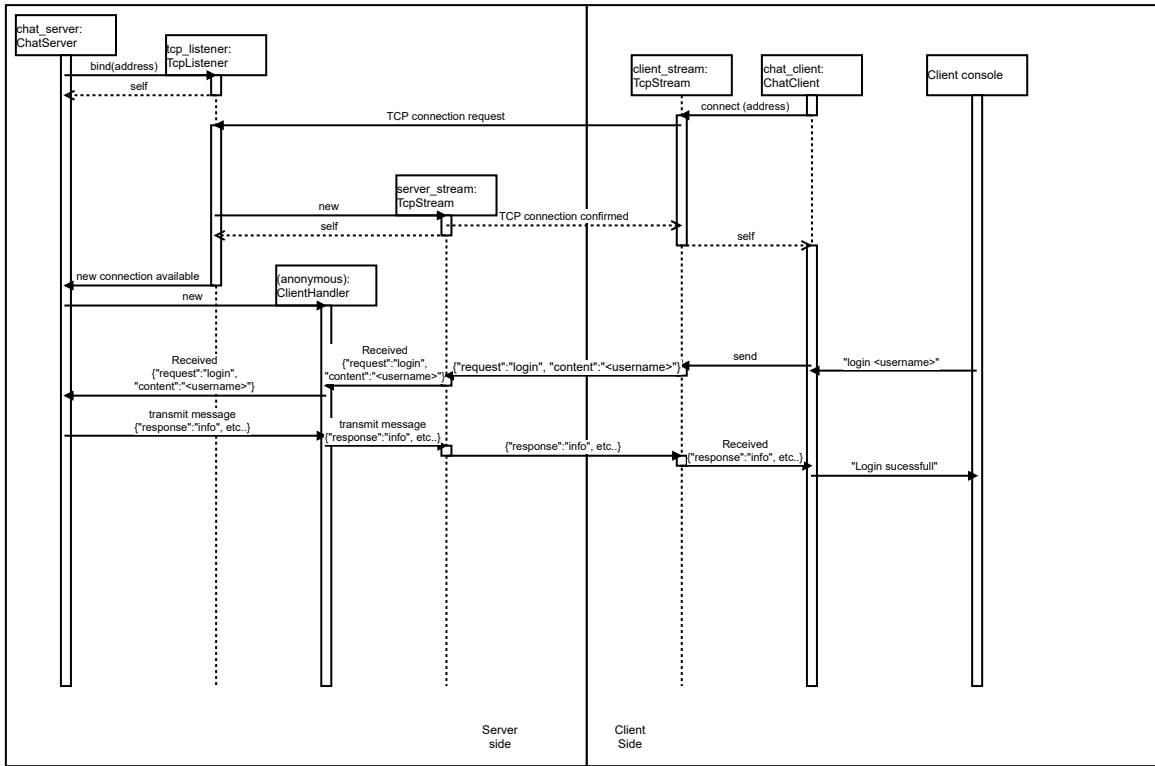 chat_server:
ChatServer
tcp_listener:
TcpListener
client_stream:
TcpStream
chat_client:
ChatClient
Client console
bind(address)
self
connect (address)
TCP connection request
server_stream:
TcpStream
new
TCP connection confirmed
self
self
new connection available
(anonymous):
ClientHandler
new
Received
{"request":"login",
"content":"<username>"}
Received
{"request":"login",
"content":"<username>"}
{"request":"login", "content":"<username>"}
send
"login <username>"
transmit message
{"response":"info", etc..}
transmit message
{"response":"info", etc..}
{"response":"info", etc..}
Received
{"response":"info", etc..}
"Login sucessfull"
Server
side
Client
Side